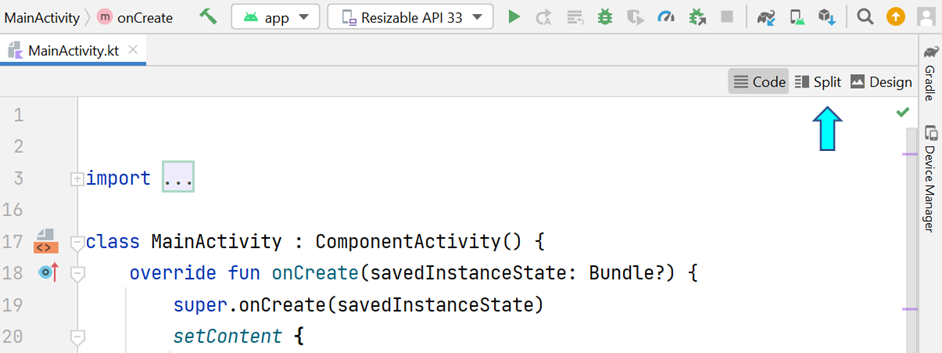 MainActivity onCreate app Resizable API 33
MainActivity.kt
Code Split Design
Gradle
Device Manager
1
2
3 import ...
16
17 class MainActivity : ComponentActivity() {
18 override fun onCreate(savedInstanceState: Bundle?) {
19 super.onCreate(savedInstanceState)
20 setContent {